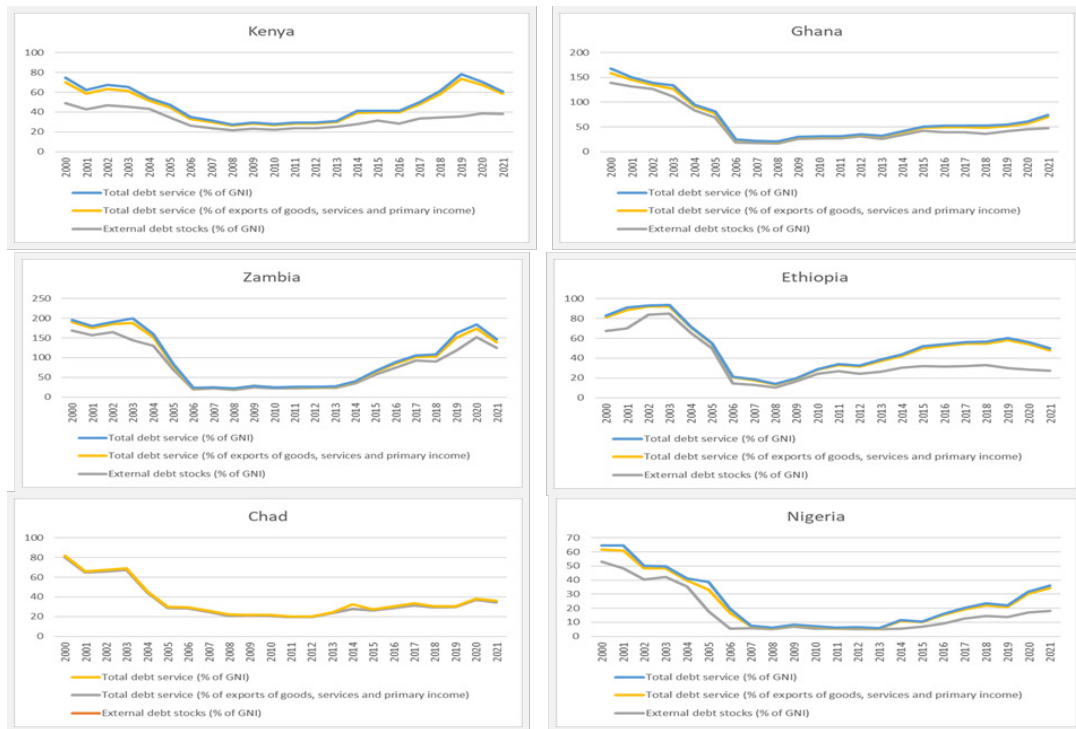 Kenya
100
80
60
40
20
0
2000 2001 2002 2003 2004 2005 2006 2007 2008 2009 2010 2011 2012 2013 2014 2015 2016 2017 2018 2019 2020 2021
Total debt service (% of GNI)
Total debt service (% of exports of goods, services and primary income)
External debt stocks (% of GNI)
Ghana
200
150
100
50
0
2000 2001 2002 2003 2004 2005 2006 2007 2008 2009 2010 2011 2012 2013 2014 2015 2016 2017 2018 2019 2020 2021
Total debt service (% of GNI)
Total debt service (% of exports of goods, services and primary income)
External debt stocks (% of GNI)
Zambia
250
200
150
100
50
0
2000 2001 2002 2003 2004 2005 2006 2007 2008 2009 2010 2011 2012 2013 2014 2015 2016 2017 2018 2019 2020 2021
Total debt service (% of GNI)
Total debt service (% of exports of goods, services and primary income)
External debt stocks (% of GNI)
Ethiopia
100
80
60
40
20
0
2000 2001 2002 2003 2004 2005 2006 2007 2008 2009 2010 2011 2012 2013 2014 2015 2016 2017 2018 2019 2020 2021
Total debt service (% of GNI)
Total debt service (% of exports of goods, services and primary income)
External debt stocks (% of GNI)
Chad
100
80
60
40
20
0
2000 2001 2002 2003 2004 2005 2006 2007 2008 2009 2010 2011 2012 2013 2014 2015 2016 2017 2018 2019 2020 2021
Total debt service (% of GNI)
Total debt service (% of exports of goods, services and primary income)
External debt stocks (% of GNI)
Nigeria
70
60
50
40
30
20
10
0
2000 2001 2002 2003 2004 2005 2006 2007 2008 2009 2010 2011 2012 2013 2014 2015 2016 2017 2018 2019 2020 2021
Total debt service (% of GNI)
Total debt service (% of exports of goods, services and primary income)
External debt stocks (% of GNI)